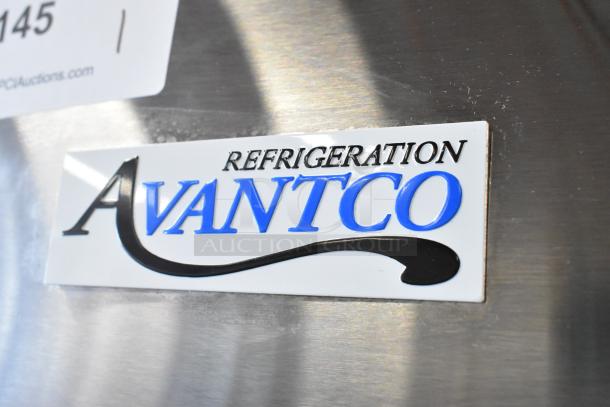 145
PCIAuctions.com
REFRIGERATION
AVANTCO
AUCTION GROUP